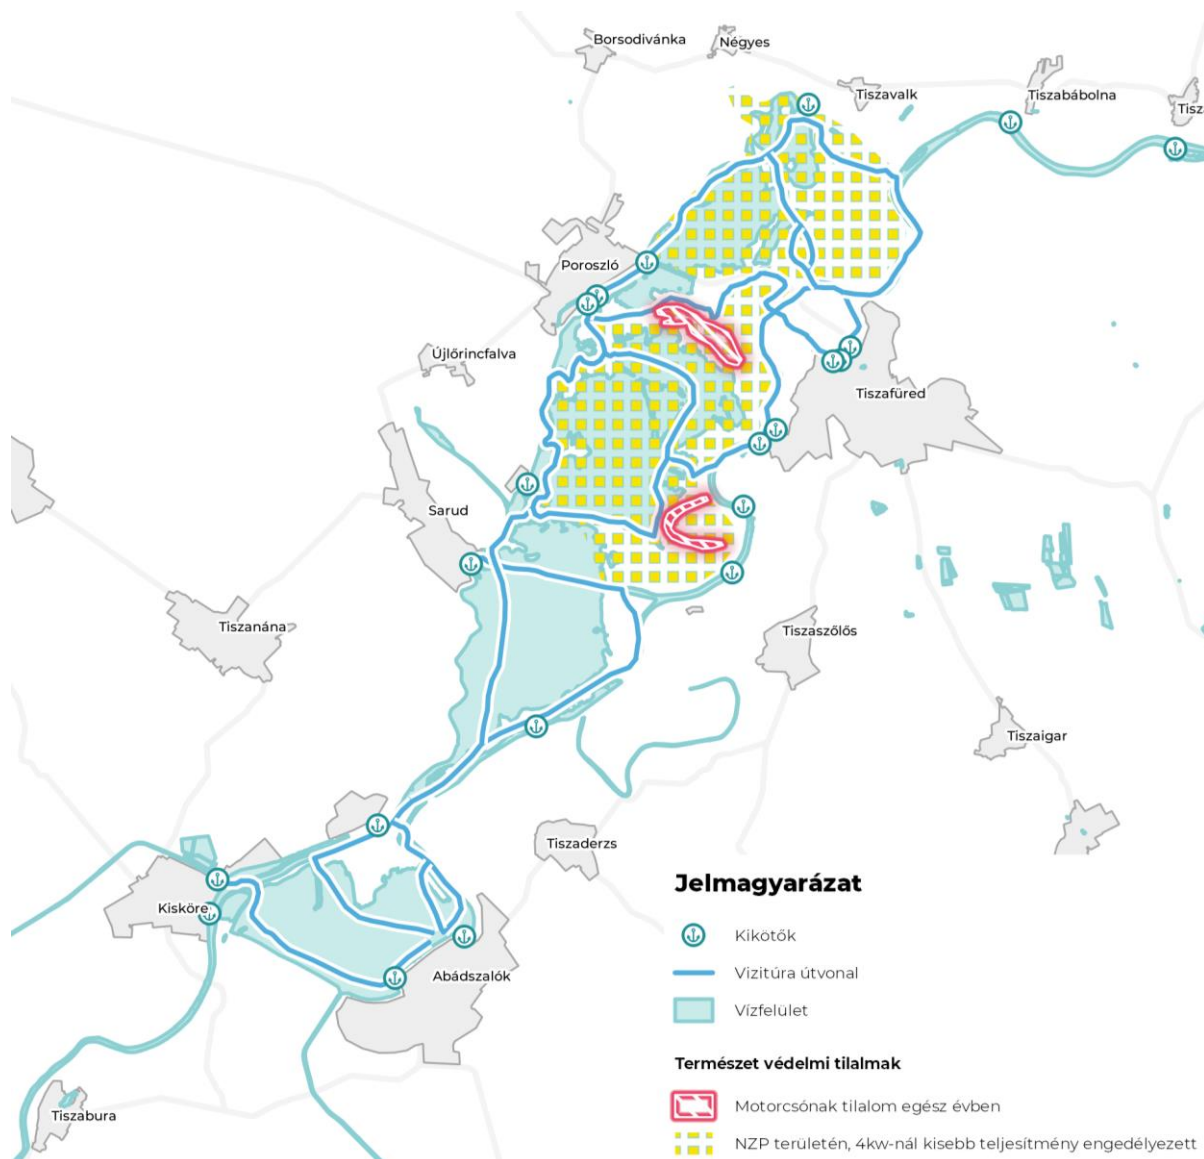 Borsodivánka
Négyes
Tiszavalk
Tiszabábolna
Tisz
Poroszló
Újlőrincfalva
Tiszafüred
Sarud
Tiszanána
Tiszaszőlős
Tiszaigar
Tiszaderzs
Kisköre
Abádszalók
Tiszabura
Jelmagyarázat
Kikötők
Vizitúra útvonal
Vízfelület
Természet védelmi tilalmak
Motorcsónak tilalom egész évben
NZP területén, 4kw-nál kisebb teljesítmény engedélyezett